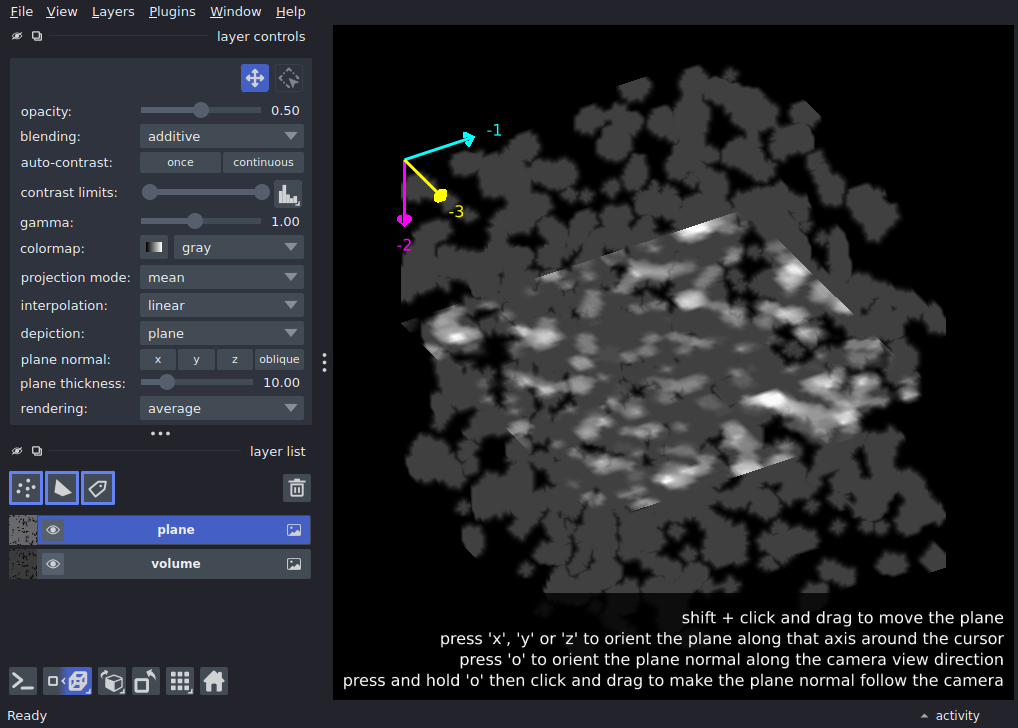 File View Layers Plugins Window Help
layer controls
opacity: 0.50
blending: additive
auto-contrast: once continuous
contrast limits:
gamma: 1.00
colormap: gray
projection mode: mean
interpolation: linear
depiction: plane
plane normal: x y z oblique
plane thickness: 10.00
rendering: average
layer list
plane
volume
Ready
-1
-3
-2
shift + click and drag to move the plane
press 'x', 'y' or 'z' to orient the plane along that axis around the cursor
press 'o' to orient the plane normal along the camera view direction
press and hold 'o' then click and drag to make the plane normal follow the camera
activity